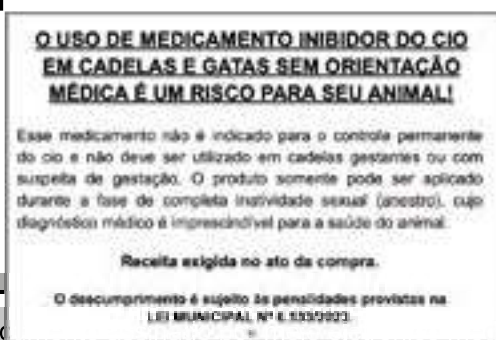 O USO DE MEDICAMENTO INIBIDOR DO CIO
EM CADELAS E GATAS SEM ORIENTAÇÃO
MÉDICA É UM RISCO PARA SEU ANIMAL!
Esse medicamento não é indicado para o controle permanente
do cio e não deve ser utilizado em cadelas gestantes ou com
suspeita de gestação. O produto somente pode ser aplicado
durante a fase de completa inatividade sexual (anestro), cujo
diagnóstico médico é imprescindível para a saúde do animal.
Receita exigida no ato da compra.
O descumprimento é sujeito às penalidades previstas na
LEI MUNICIPAL Nº